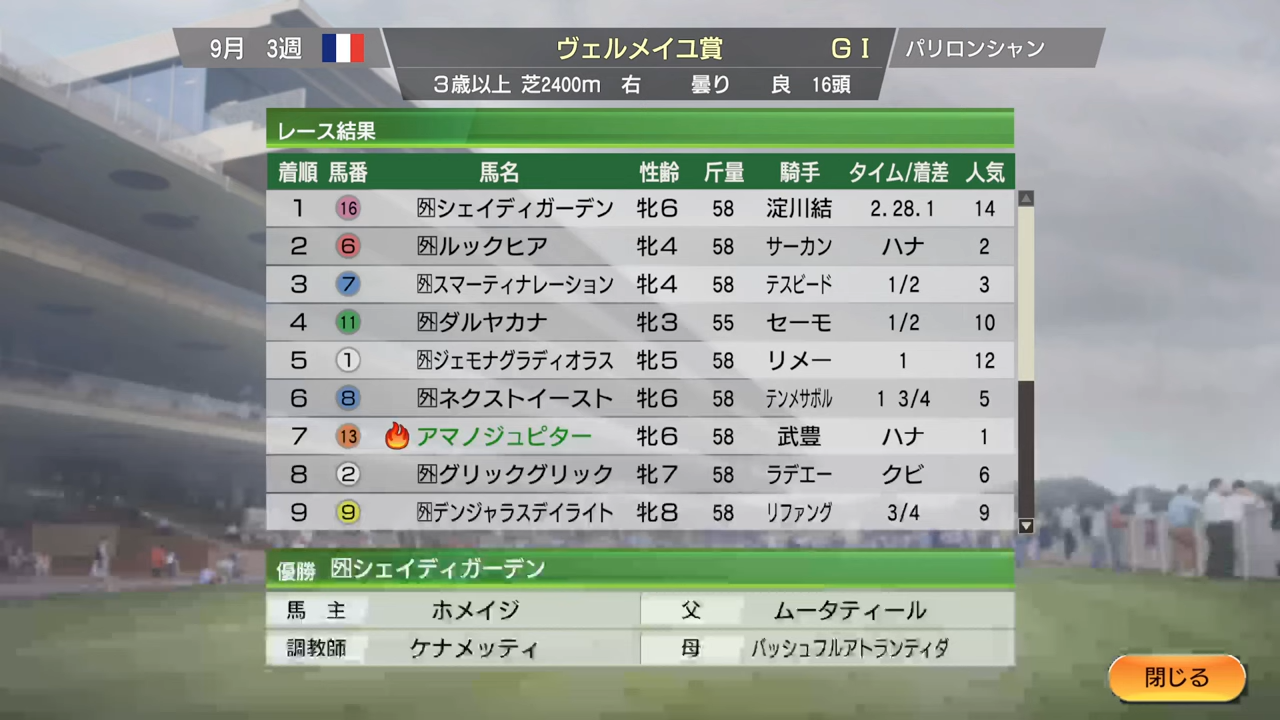 9月 3週 ヴェルメイユ賞 GⅠ パリロンシャン
3歳以上 芝2400m 右 曇り 良 16頭
レース結果
着順 馬番 馬名 性齢 斤量 騎手 タイム/着差 人気
1 16 外シェイディガーデン 牝6 58 淀川結 2.28.1 14
2 6 外ルックヒア 牝4 58 サーカン ハナ 2
3 7 外スマーティナレーション 牝4 58 テスビード 1/2 3
4 11 外ダルヤカナ 牝3 55 セーモ 1/2 10
5 1 外ジェモナグラディオラス 牝5 58 リメー 1 12
6 8 外ネクストイースト 牝6 58 テンメサボル 1 3/4 5
7 13 アマノジュピター 牝6 58 武豊 ハナ 1
8 2 外グリックグリック 牝7 58 ラデエー クビ 6
9 9 外デンジャラスデイライト 牝8 58 リファング 3/4 9
優勝 外シェイディガーデン
馬主 ホメイジ 父 ムータティール
調教師 ケナメッティ 母 バッシュフルアトランティダ
閉じる